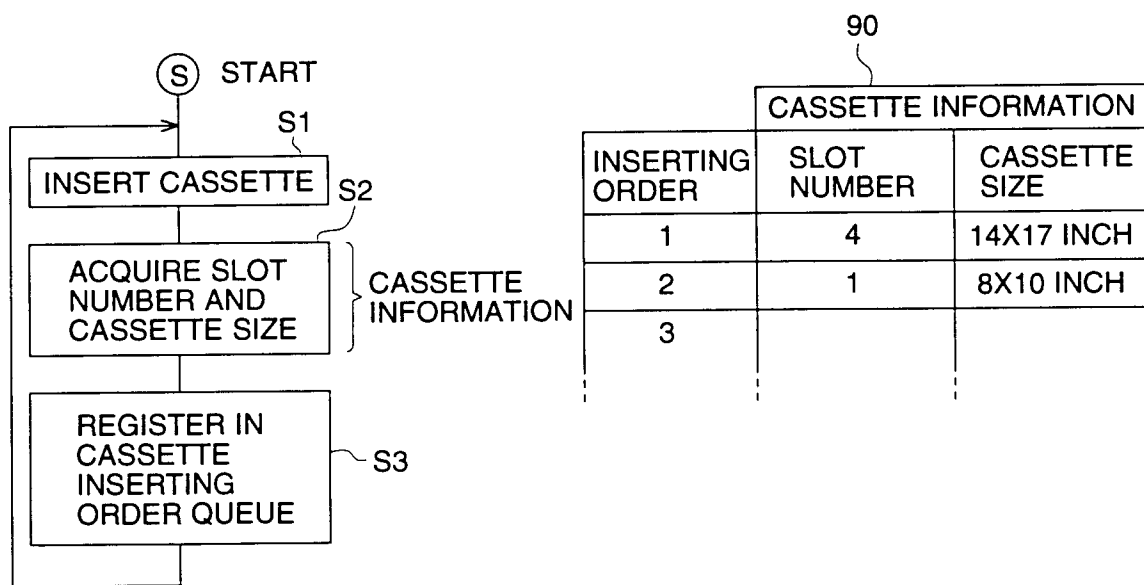 S START
S1
INSERT CASSETTE
S2
ACQUIRE SLOT
NUMBER AND
CASSETTE SIZE
CASSETTE
INFORMATION
REGISTER IN
CASSETTE
INSERTING
ORDER QUEUE
S3
90
CASSETTE INFORMATION
INSERTING
ORDER
SLOT
NUMBER
CASSETTE
SIZE
1 4 14X17 INCH
2 1 8X10 INCH
3